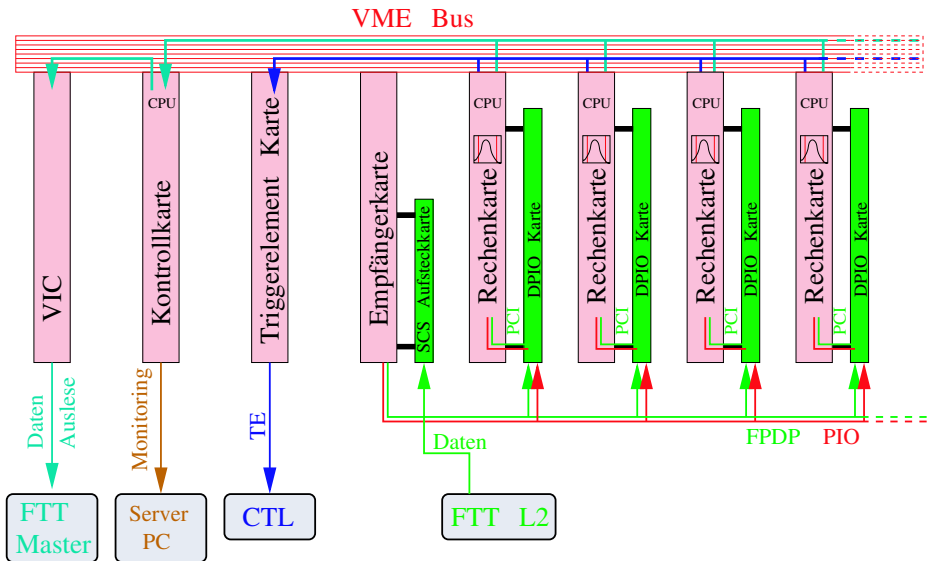 VME Bus
CPU
CPU
CPU
CPU
CPU
VIC
Kontrollkarte
Triggerelement Karte
Empfängerkarte
SCS Aufsteckkarte
Rechenkarte
DPIO Karte
PCI
Rechenkarte
DPIO Karte
PCI
Rechenkarte
DPIO Karte
PCI
Rechenkarte
DPIO Karte
PCI
Daten
Auslese
Monitoring
TE
Daten
FPDP PIO
FTT
Master
Server
PC
CTL
FTT L2